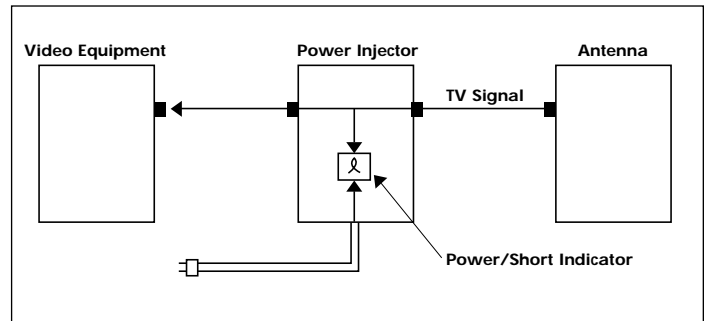 Video Equipment
Power Injector
Antenna
TV Signal
Power/Short Indicator